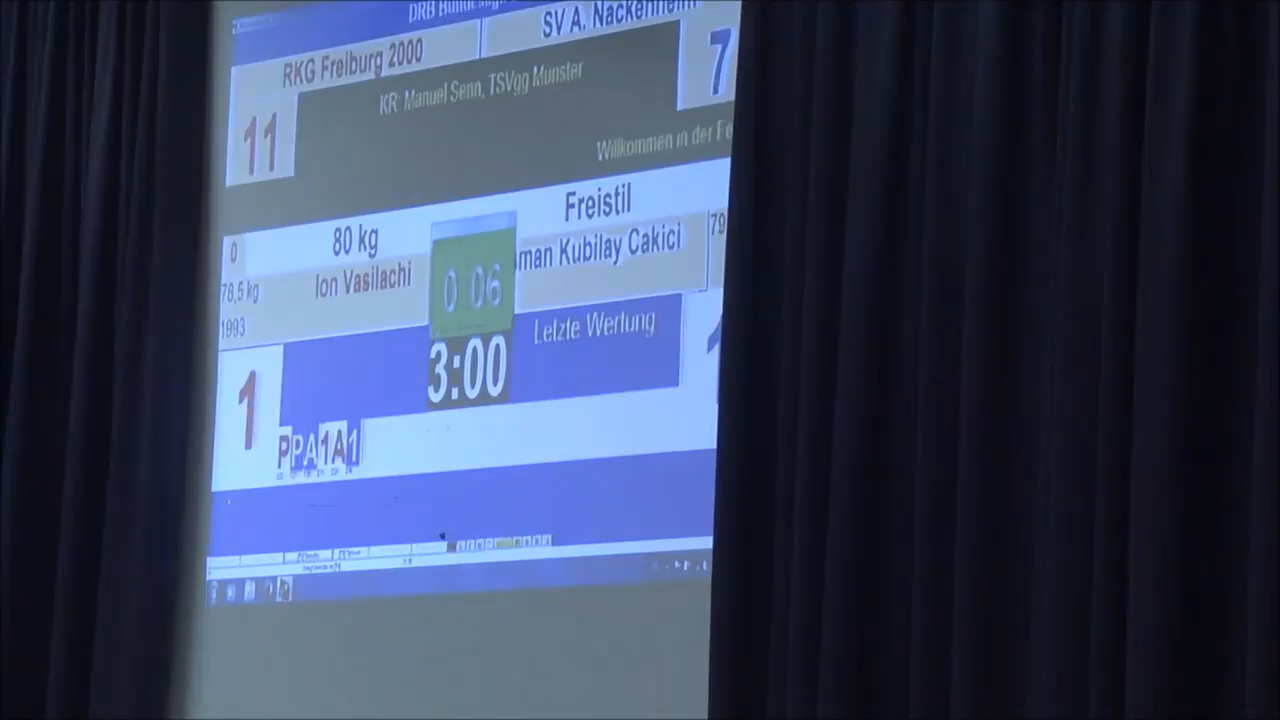 DRB
RKG Freiburg 2000
SV A. Nackenheim
11
KR: Manuel Senn, TSVgg Munster
7
Willkommen in der
0
80 kg
Freistil
79
78,5 kg
Ion Vasilachi
0 06
Kubilay Cakici
1993
3:00
Letzte Wertung
1
PPA1A1